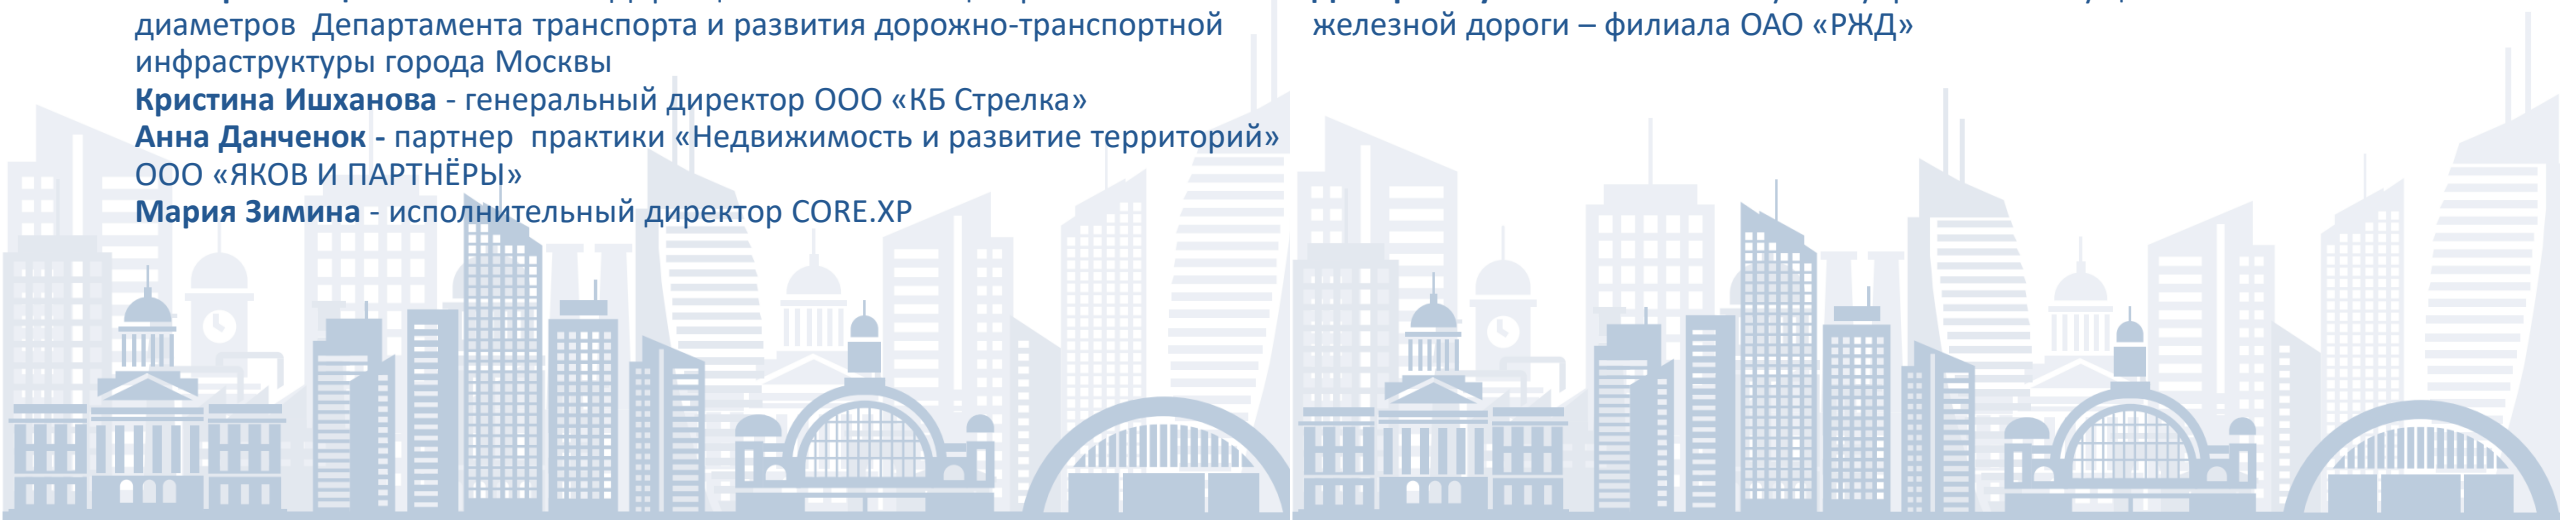 диаметров Департамента транспорта и развития дорожно-транспортной
инфраструктуры города Москвы
Кристина Ишханова - генеральный директор ООО «КБ Стрелка»
Анна Данченок - партнер практики «Недвижимость и развитие территорий»
ООО «ЯКОВ И ПАРТНЁРЫ»
Мария Зимина - исполнительный директор CORE.XP
железной дороги – филиала ОАО «РЖД»